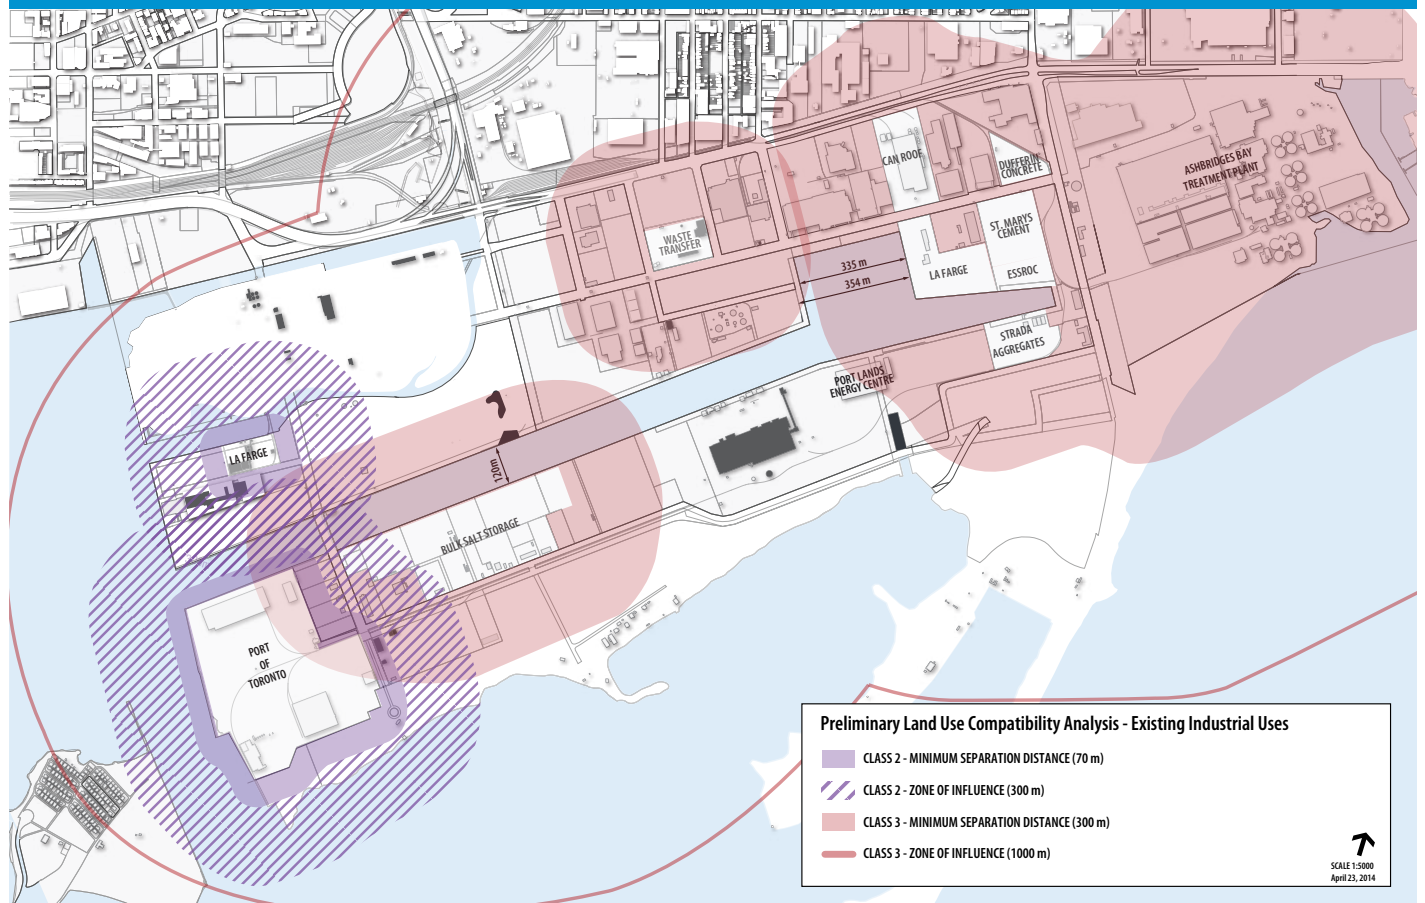 CAN ROOF
DUFFERIN
CONCRETE
ASHBRIDGES BAY
TREATMENT PLANT
WASTE
TRANSFER
ST. MARYS
CEMENT
335 m
354 m
LA FARGE
ESSROC
STRADA
AGGREGATES
PORT LANDS
ENERGY CENTRE
LA FARGE
120m
BULK SALT STORAGE
PORT
OF
TORONTO
Preliminary Land Use Compatibility Analysis - Existing Industrial Uses
CLASS 2 - MINIMUM SEPARATION DISTANCE (70 m)
CLASS 2 - ZONE OF INFLUENCE (300 m)
CLASS 3 - MINIMUM SEPARATION DISTANCE (300 m)
CLASS 3 - ZONE OF INFLUENCE (1000 m)
SCALE 1:5000
April 23, 2014